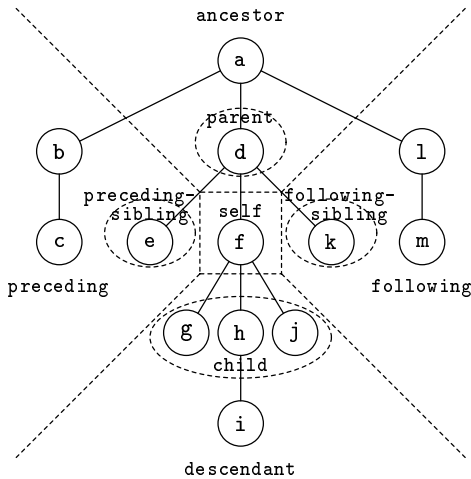 ancestor
a
parent
b
d
l
preceding-
sibling
self
following-
sibling
c
e
f
k
m
preceding
following
g
h
j
child
i
descendant